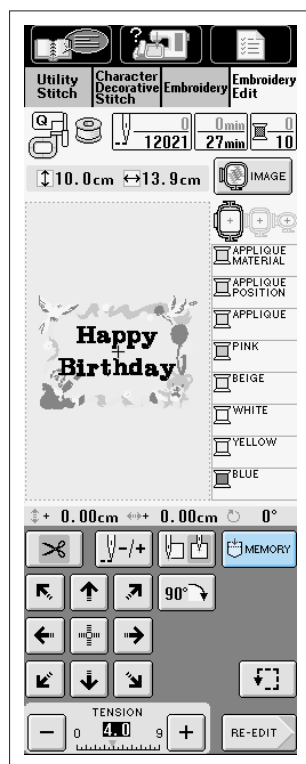 Utility Stitch
Character Decorative Stitch
Embroidery
Embroidery Edit
Q
0
12021
0min
27min
0
10
10.0cm 13.9cm
IMAGE
APPLIQUE MATERIAL
APPLIQUE POSITION
APPLIQUE
PINK
BEIGE
WHITE
YELLOW
BLUE
Happy
Birthday
+ 0.00cm + 0.00cm 0°
-/+
MEMORY
90°
TENSION
- 0 4.0 9 +
RE-EDIT